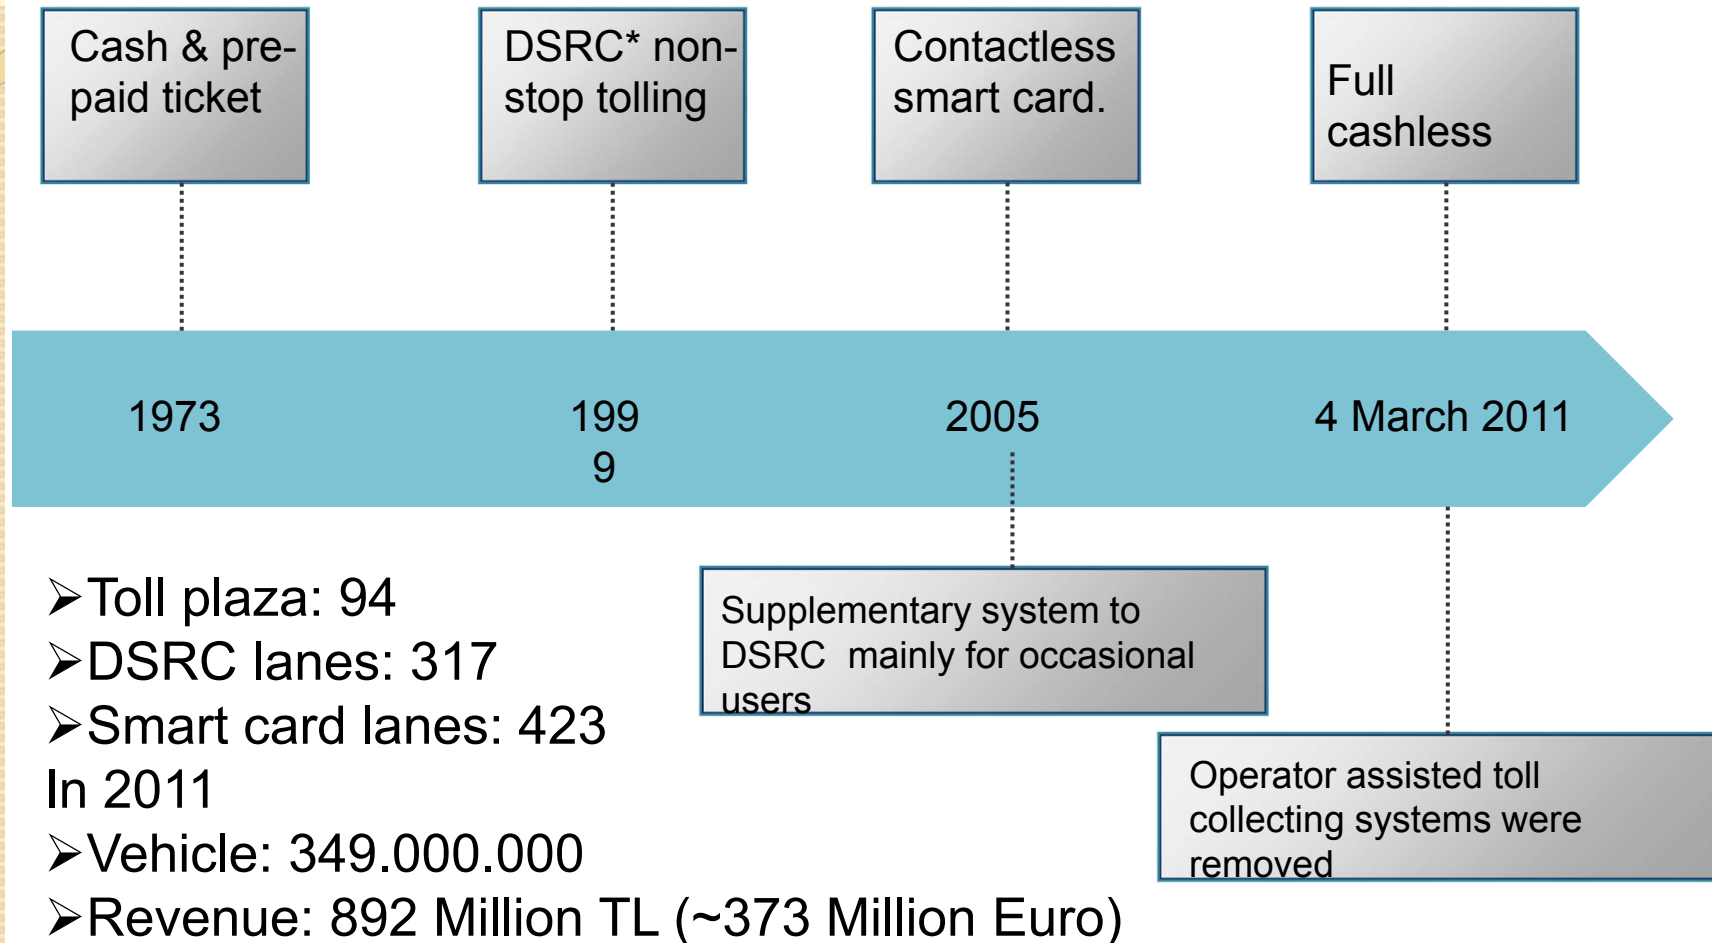 Cash & pre-
paid ticket
DSRC* non-
stop tolling
Contactless
smart card.
Full
cashless
1973
199
9
2005
4 March 2011
Supplementary system to
DSRC  mainly for occasional
users
Operator assisted toll
collecting systems were
removed
➢Toll plaza: 94
➢DSRC lanes: 317
➢Smart card lanes: 423
In 2011
➢Vehicle: 349.000.000
➢Revenue: 892 Million TL (~373 Million Euro)